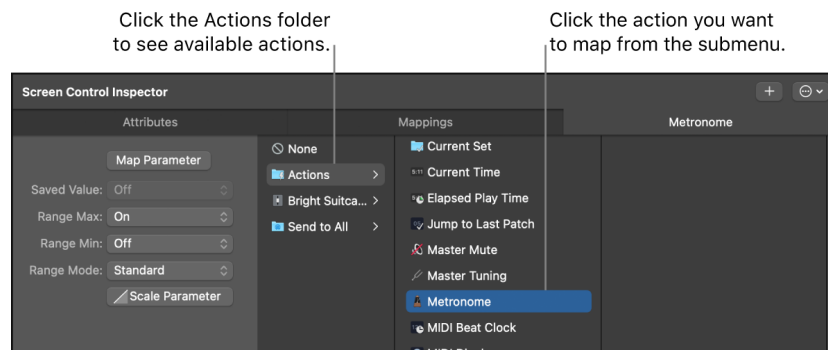 Click the Actions folder
to see available actions.
Click the action you want
to map from the submenu.
Screen Control Inspector
Attributes
Mappings
Metronome
Map Parameter
Saved Value: Off
Range Max: On
Range Min: Off
Range Mode: Standard
Scale Parameter
None
Actions
Bright Suitca...
Send to All
Current Set
Current Time
Elapsed Play Time
Jump to Last Patch
Master Mute
Master Tuning
Metronome
MIDI Beat Clock